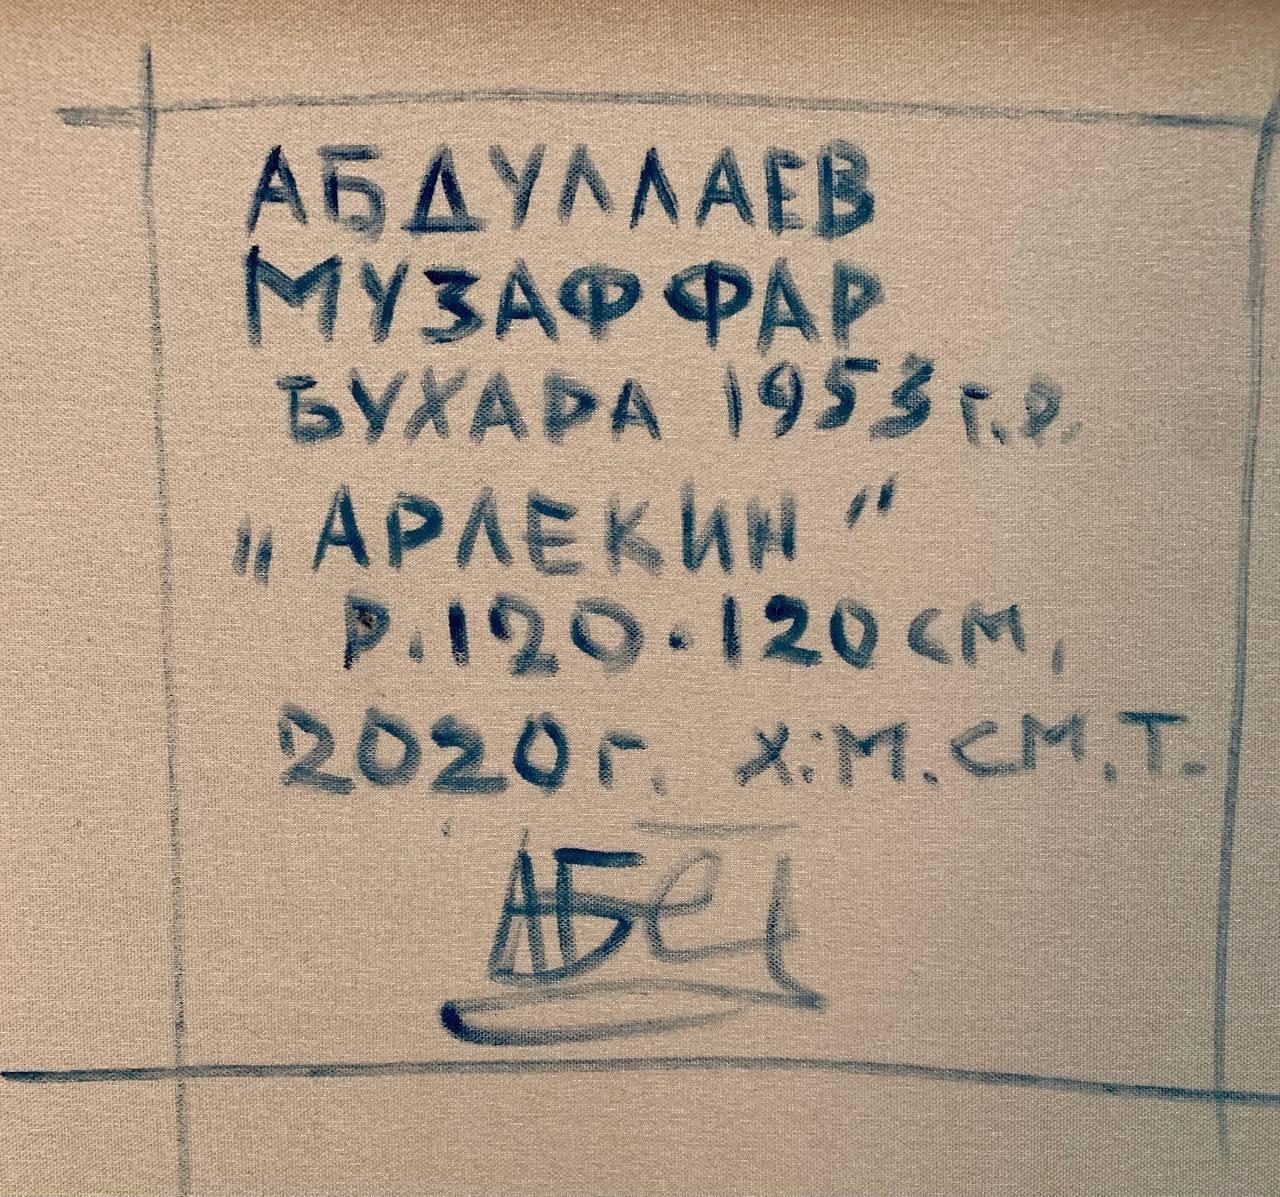 АБДУЛЛАЕВ
МУЗАФФАР
БУХАРА 1953 г.р.
„АРЛЕКИН"
Р. 120 · 120 см,
2020 г. х.м. см.т.